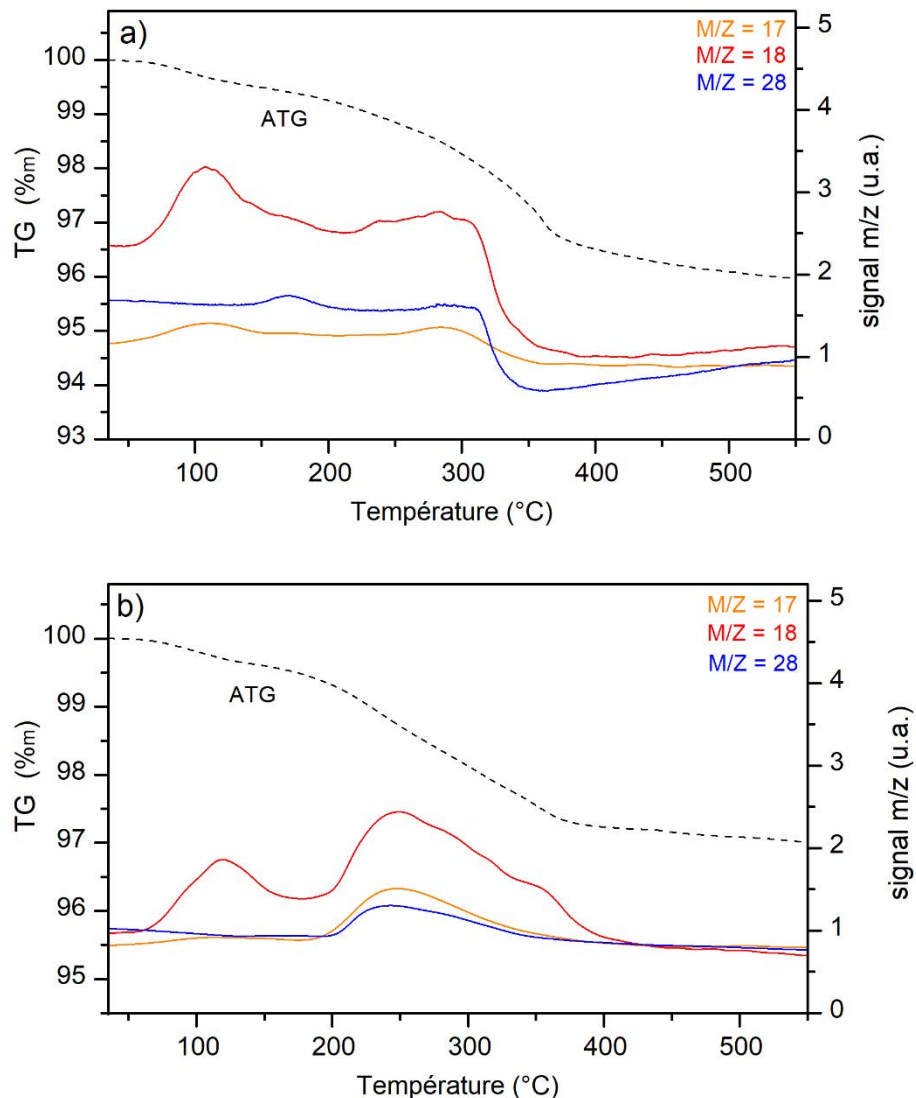 a)
M/Z = 17
M/Z = 18
M/Z = 28
ATG
TG (%m)
100
99
98
97
96
95
94
93
signal m/z (u.a.)
5
4
3
2
1
0
100 200 300 400 500
Température (°C)
b)
M/Z = 17
M/Z = 18
M/Z = 28
ATG
TG (%m)
100
99
98
97
96
95
signal m/z (u.a.)
5
4
3
2
1
0
100 200 300 400 500
Température (°C)